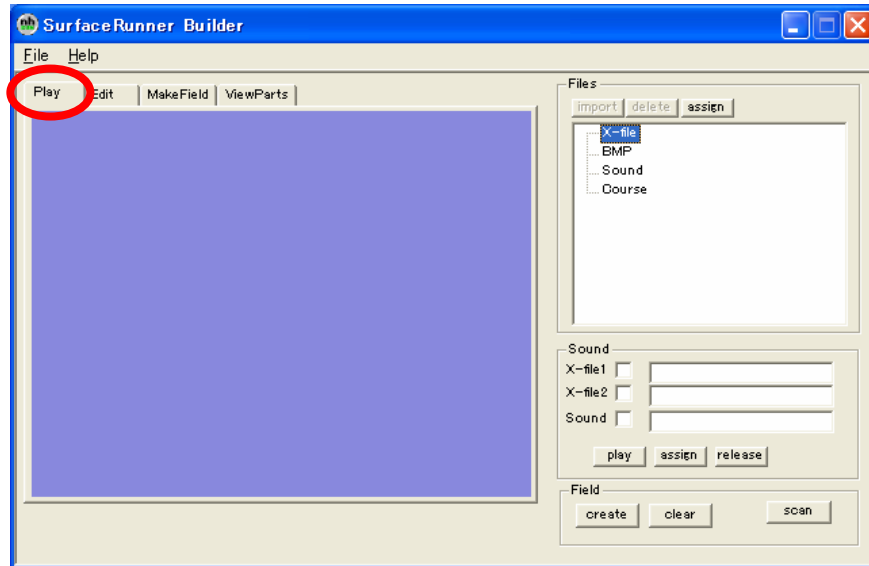 SurfaceRunner Builder
File Help
Play Edit MakeField ViewParts
Files
import delete assign
X-file
BMP
Sound
Course
Sound
X-file1
X-file2
Sound
play assign release
Field
create clear scan